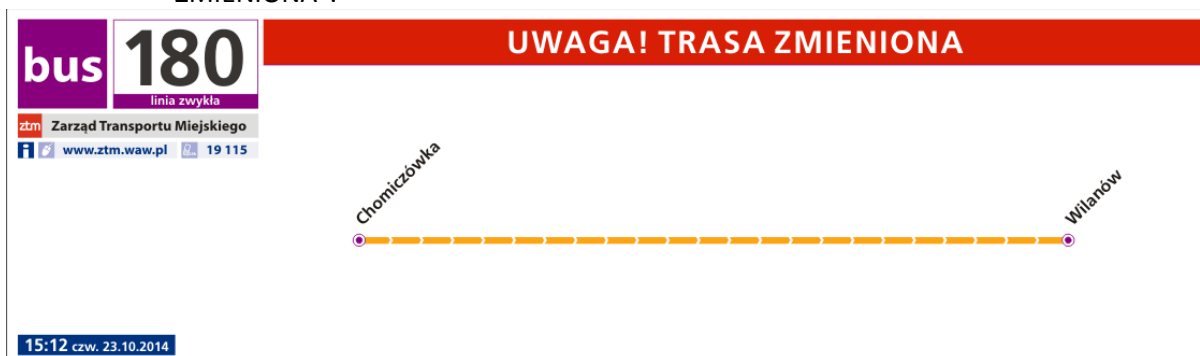 ZMIENIONA".
bus
180
linia zwykła
UWAGA! TRASA ZMIENIONA
ztm Zarząd Transportu Miejskiego
i www.ztm.waw.pl 19 115
Chomiczówka
Wilanów
15:12 czw. 23.10.2014